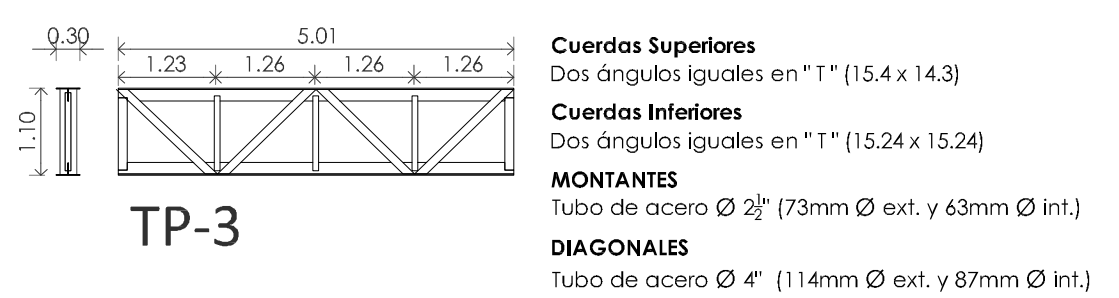 0.30
5.01
1.23
1.26
1.26
1.26
1.10
TP-3
Cuerdas Superiores
Dos ángulos iguales en "T" (15.4 x 14.3)
Cuerdas Inferiores
Dos ángulos iguales en "T" (15.24 x 15.24)
MONTANTES
Tubo de acero Ø 2½" (73mm Ø ext. y 63mm Ø int.)
DIAGONALES
Tubo de acero Ø 4" (114mm Ø ext. y 87mm Ø int.)